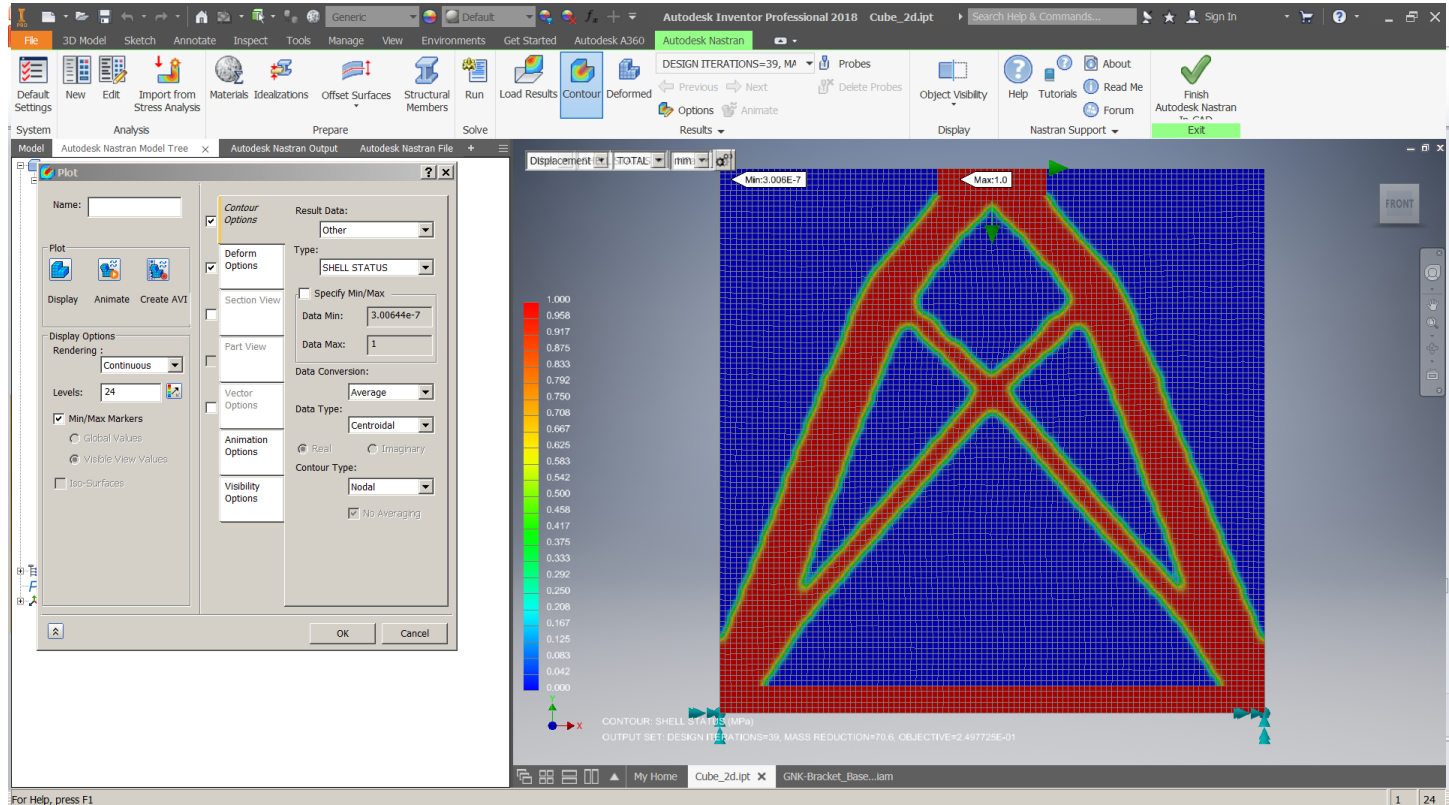 Generic
Default
Autodesk Inventor Professional 2018 Cube_2d.ipt
Search Help & Commands...
Sign In
PRO
File 3D Model Sketch Annotate Inspect Tools Manage View Environments Get Started Autodesk A360 Autodesk Nastran
Default Settings
New
Edit
Import from Stress Analysis
Materials
Idealizations
Offset Surfaces
Structural Members
Run
Load Results
Contour
Deformed
DESIGN ITERATIONS=39, MA
Previous Next
Options Animate
Probes
Delete Probes
Object Visibility
Help
Tutorials
About
Read Me
Forum
Finish Autodesk Nastran In-CAD
System Analysis Prepare Solve Results Display Nastran Support Exit
Model Autodesk Nastran Model Tree x Autodesk Nastran Output Autodesk Nastran File +
Plot
Name:
Plot
Display Animate Create AVI
Display Options
Rendering :
Continuous
Levels: 24
Min/Max Markers
Global Values
Visible View Values
Iso-Surfaces
Contour Options
Deform Options
Section View
Part View
Vector Options
Animation Options
Visibility Options
Result Data:
Other
Type:
SHELL STATUS
Specify Min/Max
Data Min: 3.00644e-7
Data Max: 1
Data Conversion:
Average
Data Type:
Centroidal
Real Imaginary
Contour Type:
Nodal
No Averaging
OK Cancel
Displacement TOTAL mm
Min:3.006E-7
Max:1.0
FRONT
1.000
0.958
0.917
0.875
0.833
0.792
0.750
0.708
0.667
0.625
0.583
0.542
0.500
0.458
0.417
0.375
0.333
0.292
0.250
0.208
0.167
0.125
0.083
0.042
0.000
Y
X
CONTOUR: SHELL STATUS (MPa)
OUTPUT SET: DESIGN ITERATIONS=39, MASS REDUCTION=70.6, OBJECTIVE=2.497725E-01
My Home Cube_2d.ipt GNK-Bracket_Base...iam
For Help, press F1
1 24